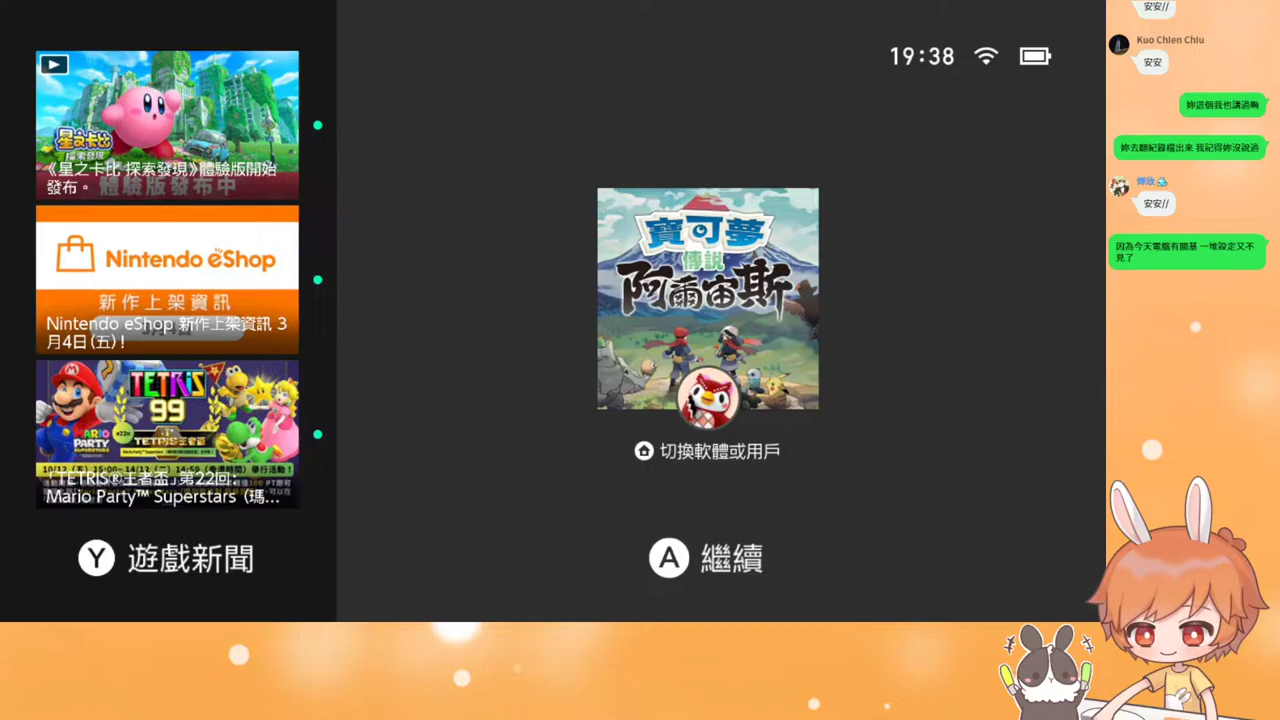 19:38
星之卡比
探索發現
《星之卡比 探索發現》體驗版開始
發布。
體驗版發布中
Nintendo eShop
新作上架資訊
Nintendo eShop 新作上架資訊 3
月4日(五)!
TETRIS
99
MARIO
PARTY
SUPERSTARS
「TETRIS®王者盃」第22回:
Mario Party™ Superstars (瑪...
Y 遊戲新聞
寶可夢
傳說
阿爾宙斯
切換軟體或用戶
A 繼續
安安//
Kuo Chien Chiu
安安
妳這個我也講過啊
妳去翻紀錄檔出來 我記得妳沒說過
安安//
因為今天電腦有關基 一堆設定又不
見了